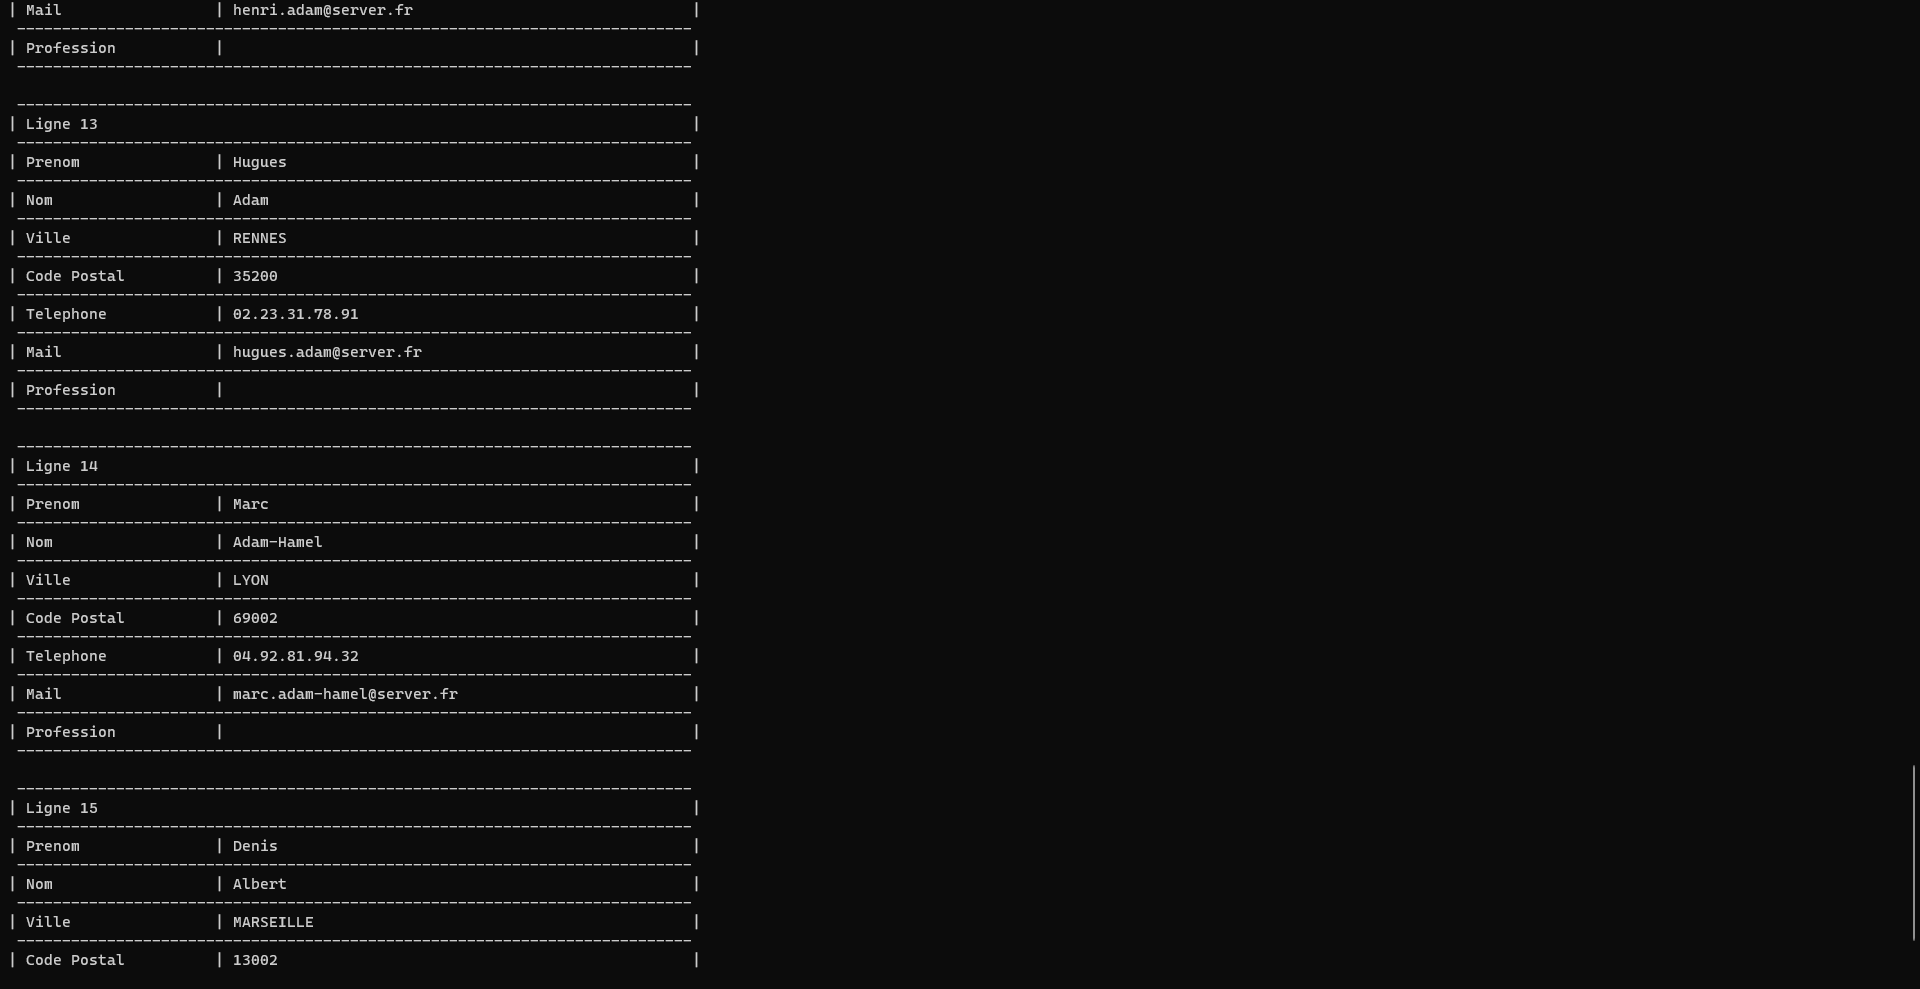 | Mail | henri.adam@server.fr |
| Profession | |
| Ligne 13 |
| Prenom | Hugues |
| Nom | Adam |
| Ville | RENNES |
| Code Postal | 35200 |
| Telephone | 02.23.31.78.91 |
| Mail | hugues.adam@server.fr |
| Profession | |
| Ligne 14 |
| Prenom | Marc |
| Nom | Adam-Hamel |
| Ville | LYON |
| Code Postal | 69002 |
| Telephone | 04.92.81.94.32 |
| Mail | marc.adam-hamel@server.fr |
| Profession | |
| Ligne 15 |
| Prenom | Denis |
| Nom | Albert |
| Ville | MARSEILLE |
| Code Postal | 13002 |